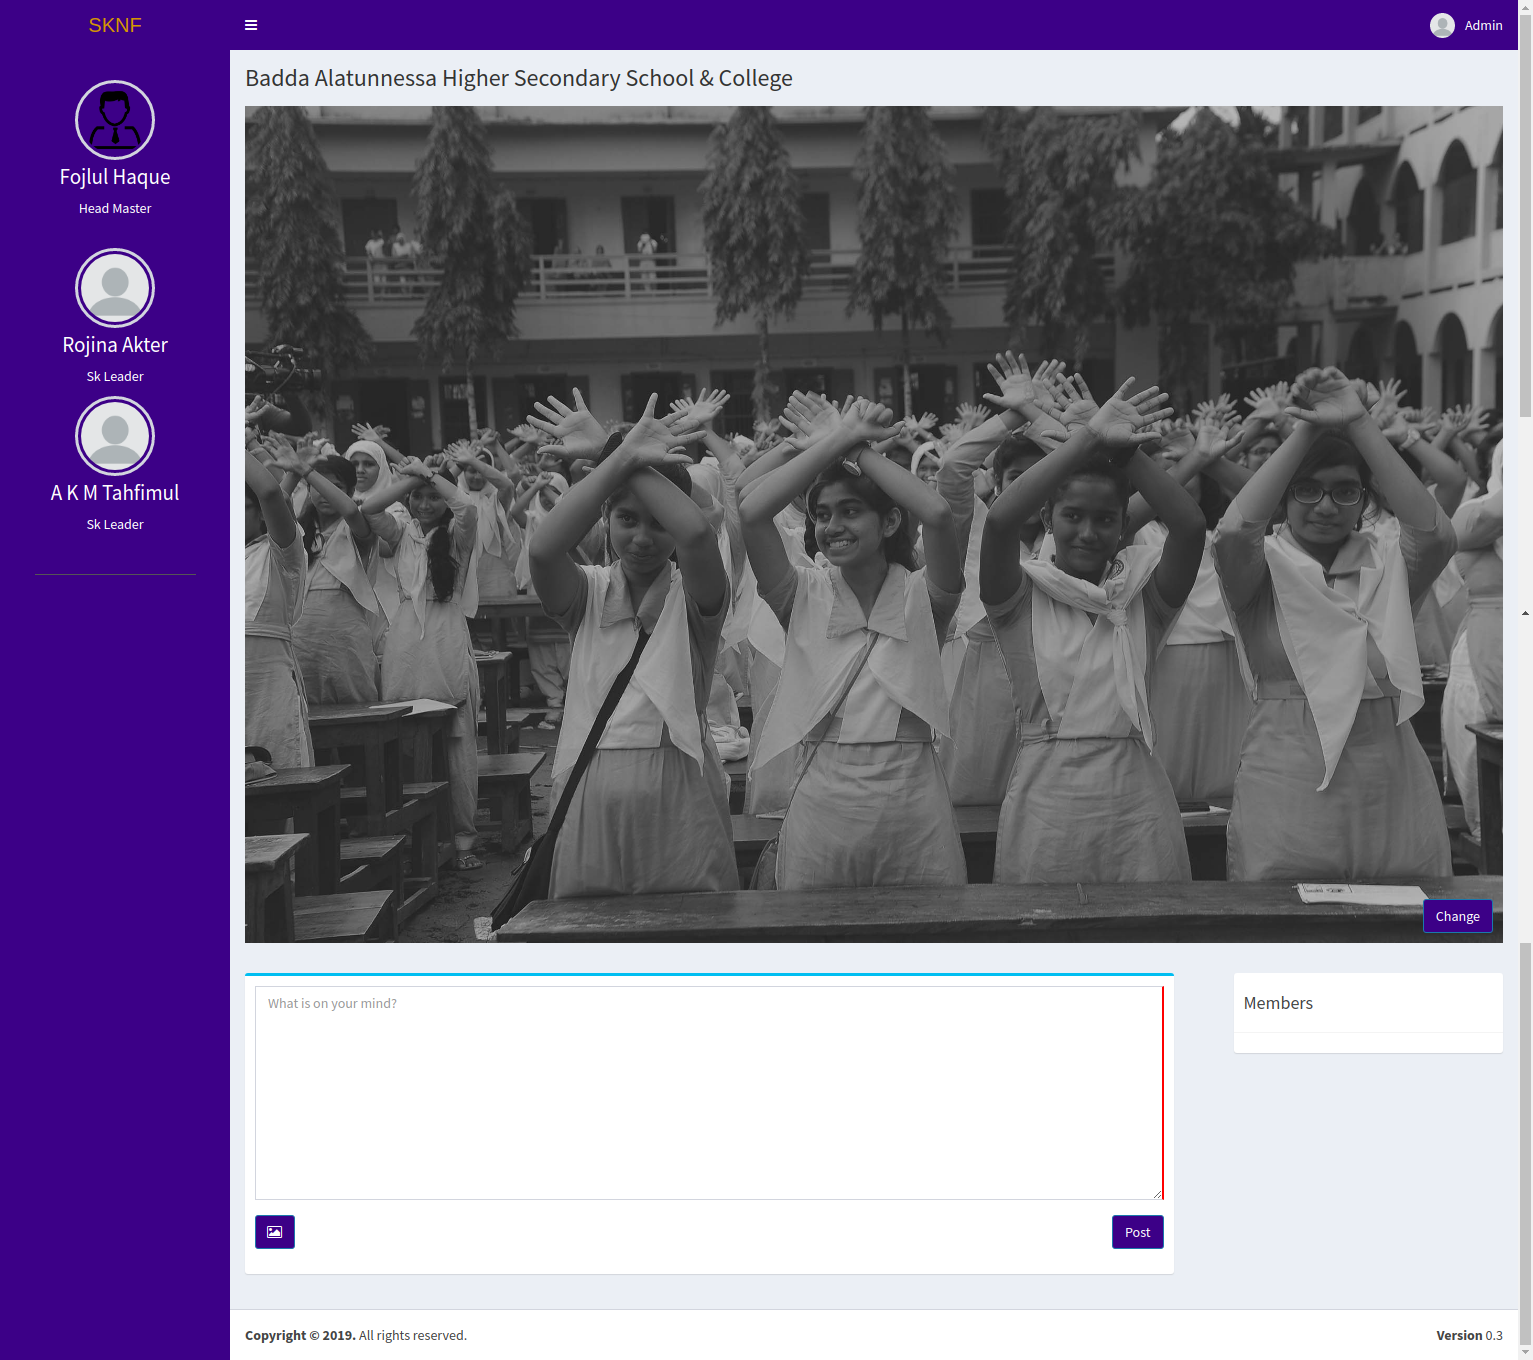 SKNF
Admin
Fojlul Haque
Head Master
Rojina Akter
Sk Leader
A K M Tahfimul
Sk Leader
Badda Alatunnessa Higher Secondary School & College
Change
What is on your mind?
Post
Members
Copyright © 2019. All rights reserved.
Version 0.3